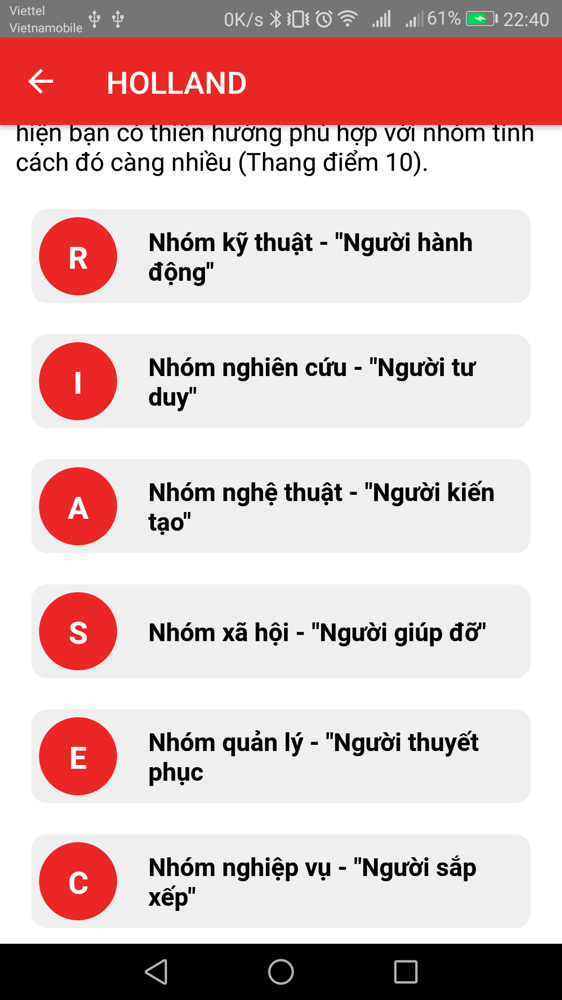 Viettel
Vietnamobile
0K/s 61% 22:40
HOLLAND
hiện bạn có thiên hướng phù hợp với nhóm tính
cách đó càng nhiều (Thang điểm 10).
R
Nhóm kỹ thuật - "Người hành
động"
I
Nhóm nghiên cứu - "Người tư
duy"
A
Nhóm nghệ thuật - "Người kiến
tạo"
S
Nhóm xã hội - "Người giúp đỡ"
E
Nhóm quản lý - "Người thuyết
phục
C
Nhóm nghiệp vụ - "Người sắp
xếp"